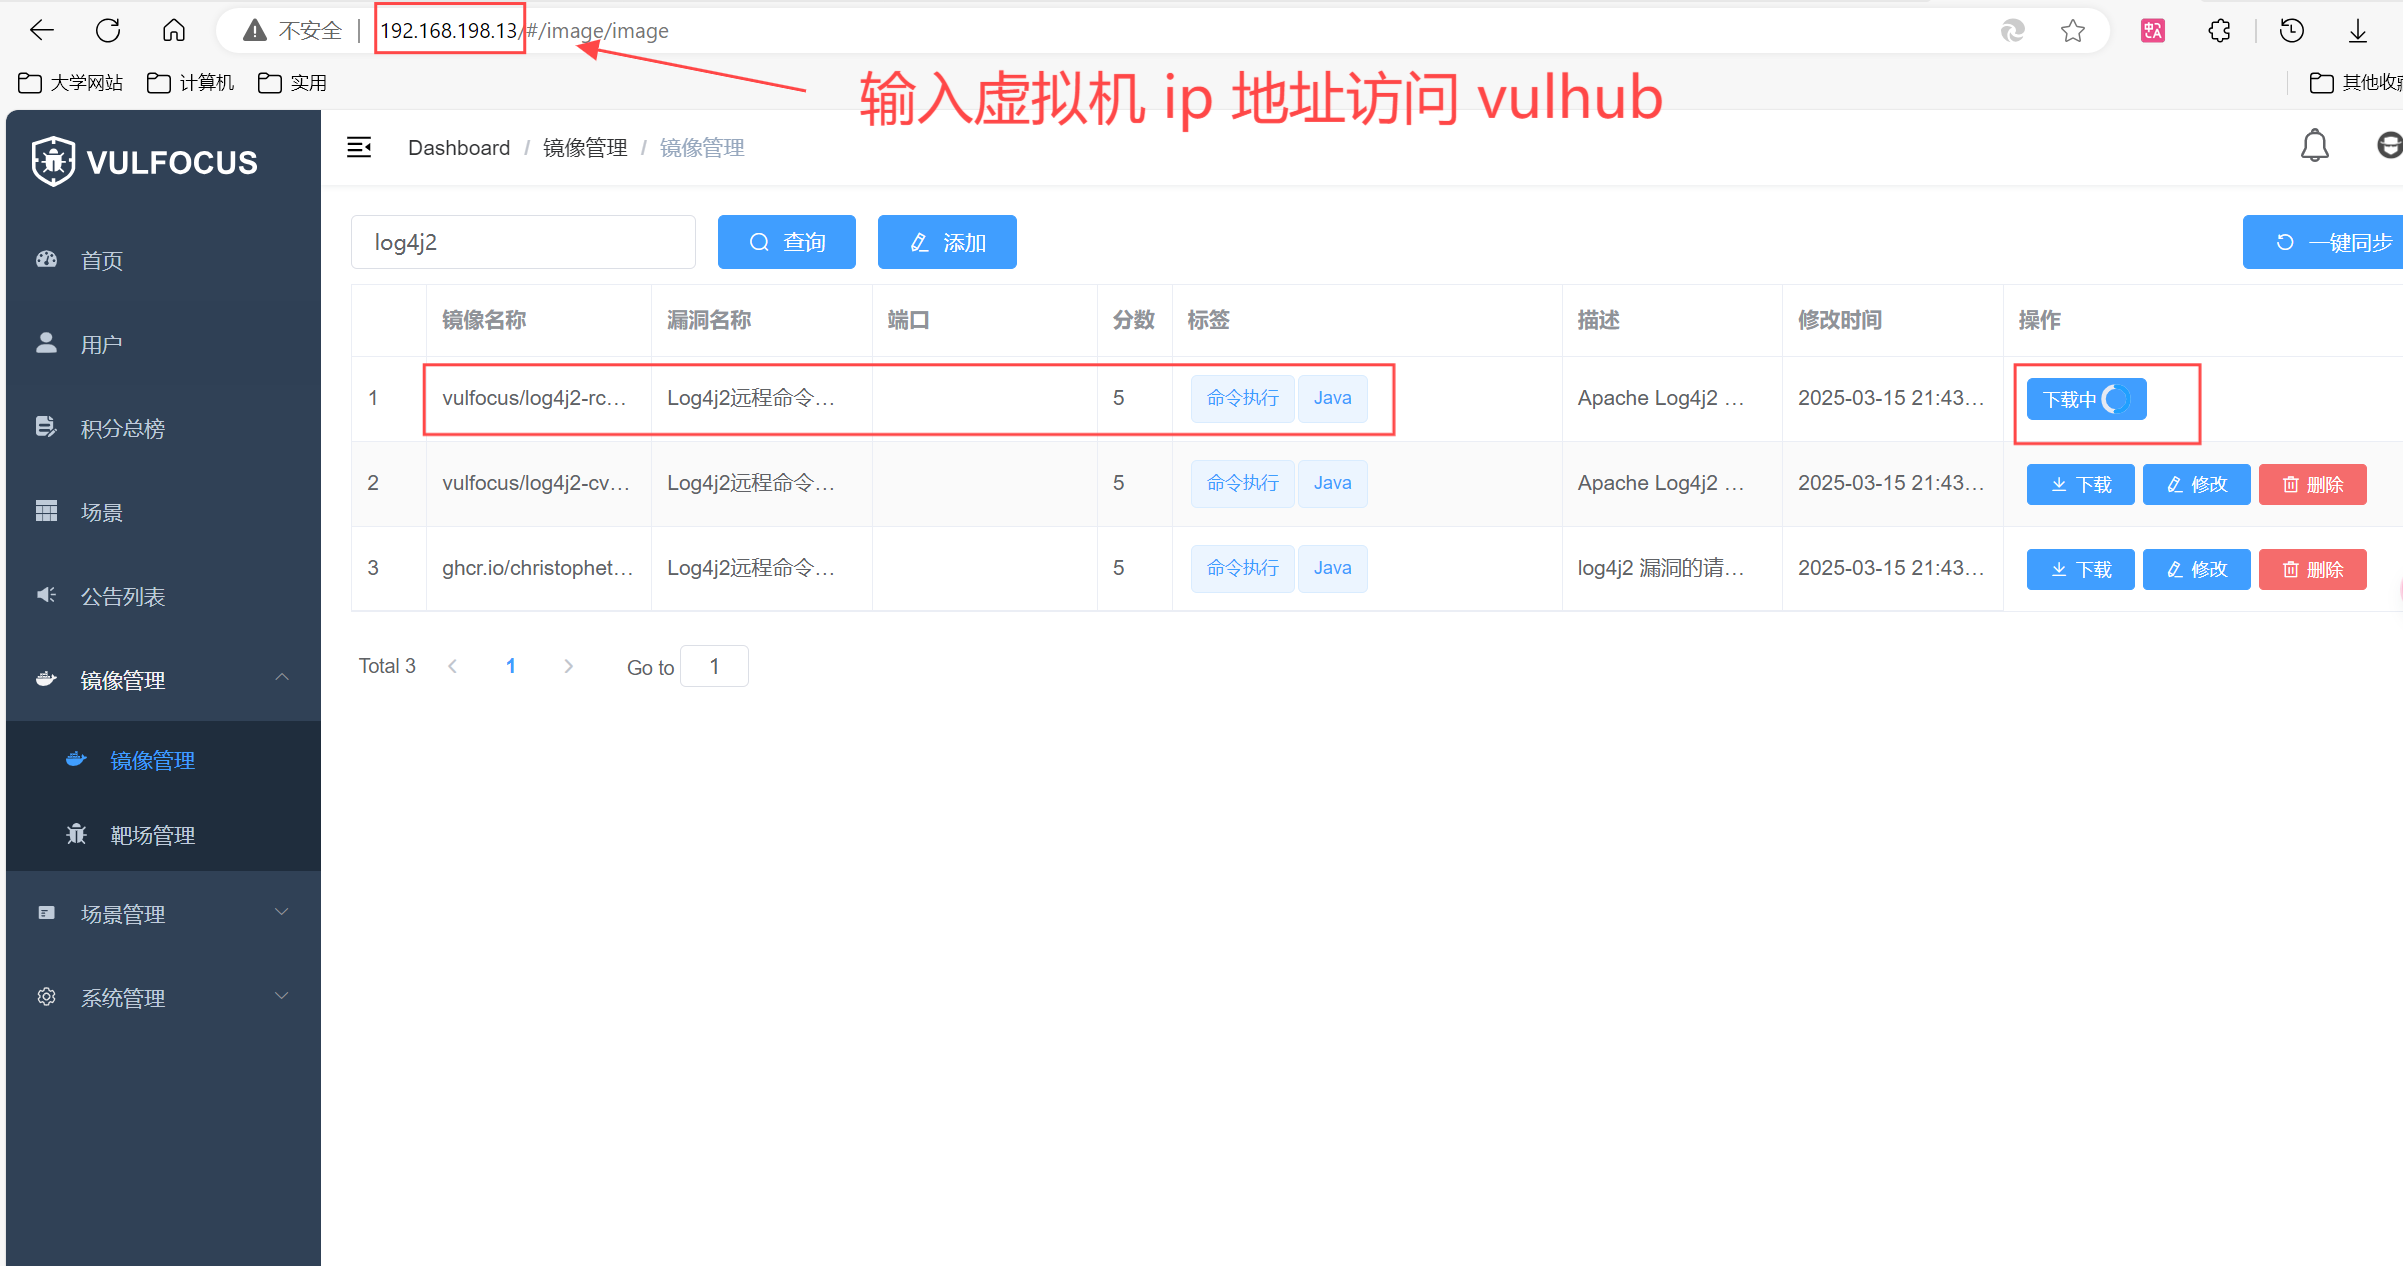 不安全 192.168.198.13/#/image/image
大学网站 计算机 实用 其他收
输入虚拟机 ip 地址访问 vulhub
VULFOCUS
Dashboard / 镜像管理 / 镜像管理
log4j2 查询 添加 一键同步
首页
用户
积分总榜
场景
公告列表
镜像管理
镜像管理
靶场管理
场景管理
系统管理
镜像名称 漏洞名称 端口 分数 标签 描述 修改时间 操作
1 vulfocus/log4j2-rc... Log4j2远程命令... 5 命令执行 Java Apache Log4j2 ... 2025-03-15 21:43... 下载中
2 vulfocus/log4j2-cv... Log4j2远程命令... 5 命令执行 Java Apache Log4j2 ... 2025-03-15 21:43... 下载 修改 删除
3 ghcr.io/christophet... Log4j2远程命令... 5 命令执行 Java log4j2 漏洞的请... 2025-03-15 21:43... 下载 修改 删除
Total 3 1 Go to 1